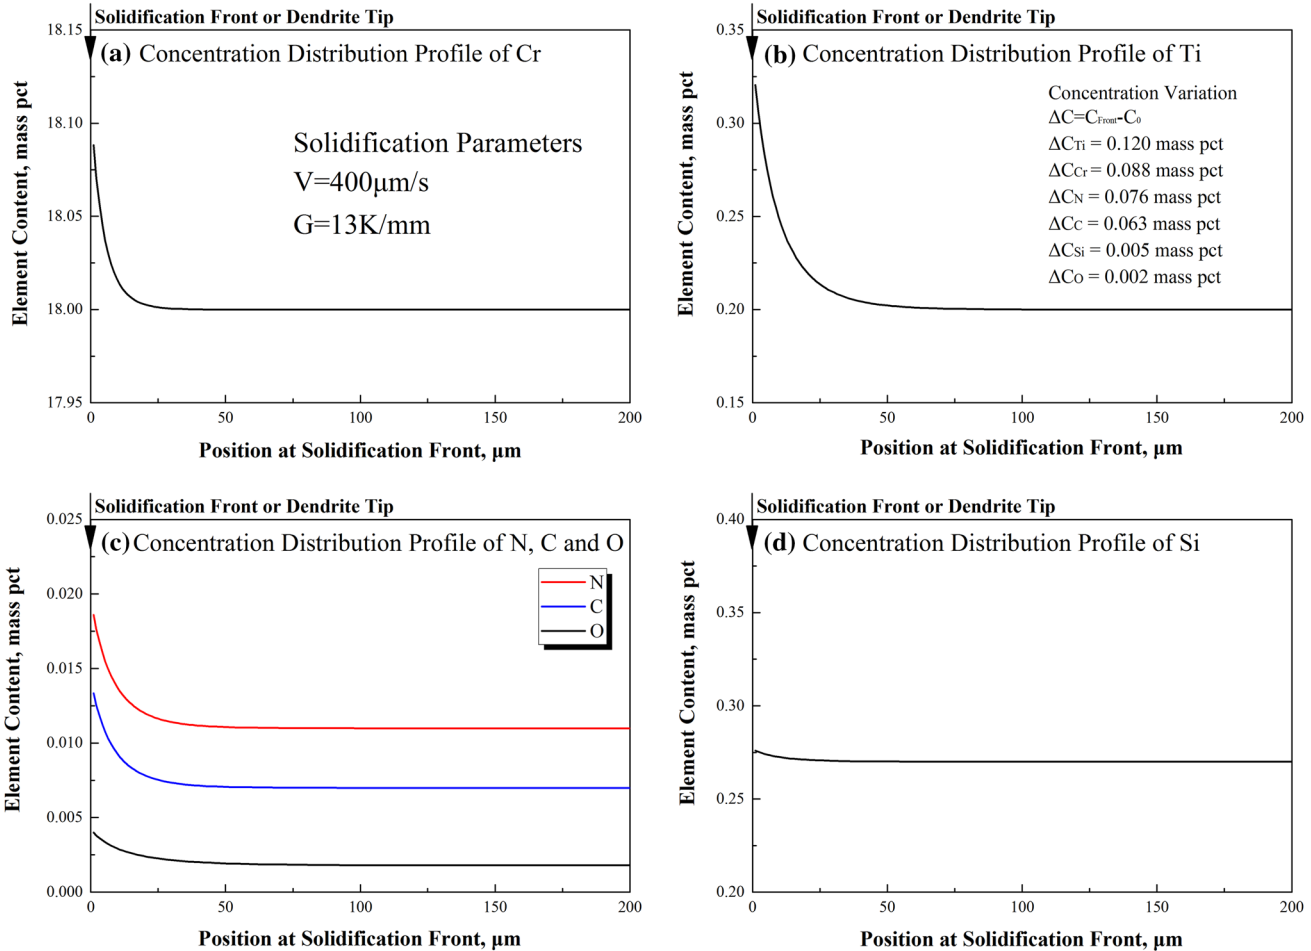 Solidification Front or Dendrite Tip
(a) Concentration Distribution Profile of Cr
Solidification Parameters
V=400μm/s
G=13K/mm
18.15
18.10
18.05
18.00
17.95
Element Content, mass pct
0 50 100 150 200
Position at Solidification Front, μm
Solidification Front or Dendrite Tip
(b) Concentration Distribution Profile of Ti
Concentration Variation
ΔC=CFront-C0
ΔCTi = 0.120 mass pct
ΔCCr = 0.088 mass pct
ΔCN = 0.076 mass pct
ΔCC = 0.063 mass pct
ΔCSi = 0.005 mass pct
ΔCO = 0.002 mass pct
0.35
0.30
0.25
0.20
0.15
Element Content, mass pct
0 50 100 150 200
Position at Solidification Front, μm
Solidification Front or Dendrite Tip
(c) Concentration Distribution Profile of N, C and O
N
C
O
0.025
0.020
0.015
0.010
0.005
0.000
Element Content, mass pct
0 50 100 150 200
Position at Solidification Front, μm
Solidification Front or Dendrite Tip
(d) Concentration Distribution Profile of Si
0.40
0.35
0.30
0.25
0.20
Element Content, mass pct
0 50 100 150 200
Position at Solidification Front, μm